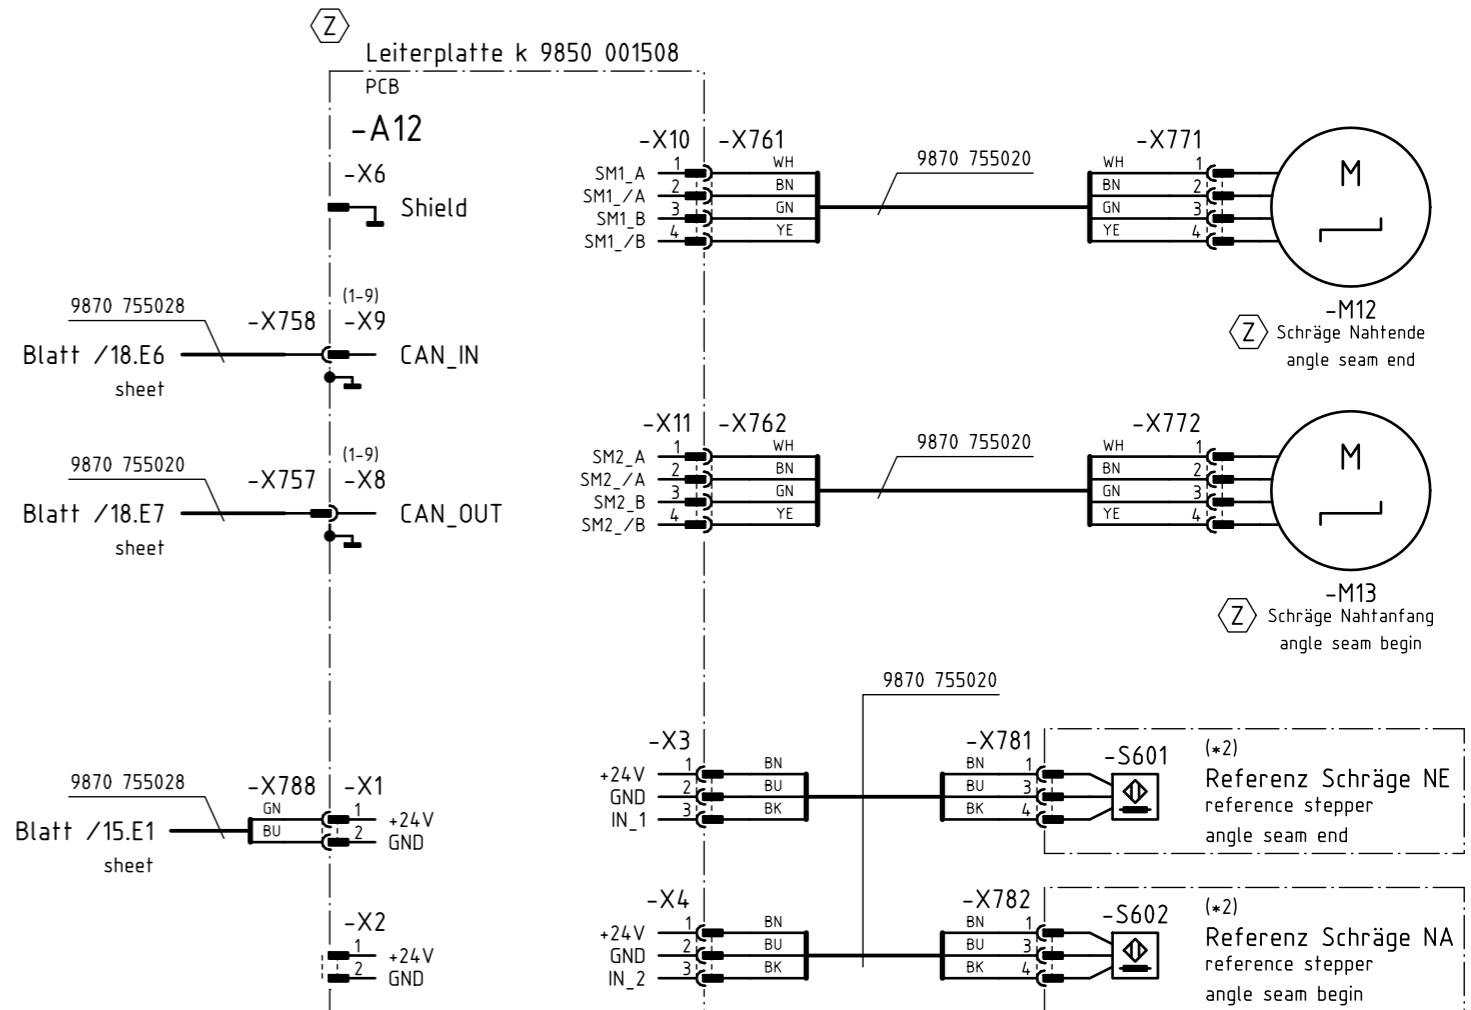 Z
Leiterplatte k 9850 001508
PCB
-A12
-X6
Shield
-X10 -X761
SM1_A 1 WH
SM1_/A 2 BN
SM1_B 3 GN
SM1_/B 4 YE
9870 755020
-X771
WH 1
BN 2
GN 3
YE 4
M
-M12
Z Schräge Nahtende
angle seam end
9870 755028
-X758
(1-9)
-X9
Blatt /18.E6
sheet
CAN_IN
9870 755020
-X757
(1-9)
-X8
Blatt /18.E7
sheet
CAN_OUT
-X11 -X762
SM2_A 1 WH
SM2_/A 2 BN
SM2_B 3 GN
SM2_/B 4 YE
9870 755020
-X772
WH 1
BN 2
GN 3
YE 4
M
-M13
Z Schräge Nahtanfang
angle seam begin
9870 755020
9870 755028
-X788 -X1
Blatt /15.E1
sheet
GN 1 +24V
BU 2 GND
-X3
+24V 1 BN
GND 2 BU
IN_1 3 BK
-X781
BN 1
BU 3
BK 4
-S601
(*2)
Referenz Schräge NE
reference stepper
angle seam end
-X2
1 +24V
2 GND
-X4
+24V 1 BN
GND 2 BU
IN_2 3 BK
-X782
BN 1
BU 3
BK 4
-S602
(*2)
Referenz Schräge NA
reference stepper
angle seam begin